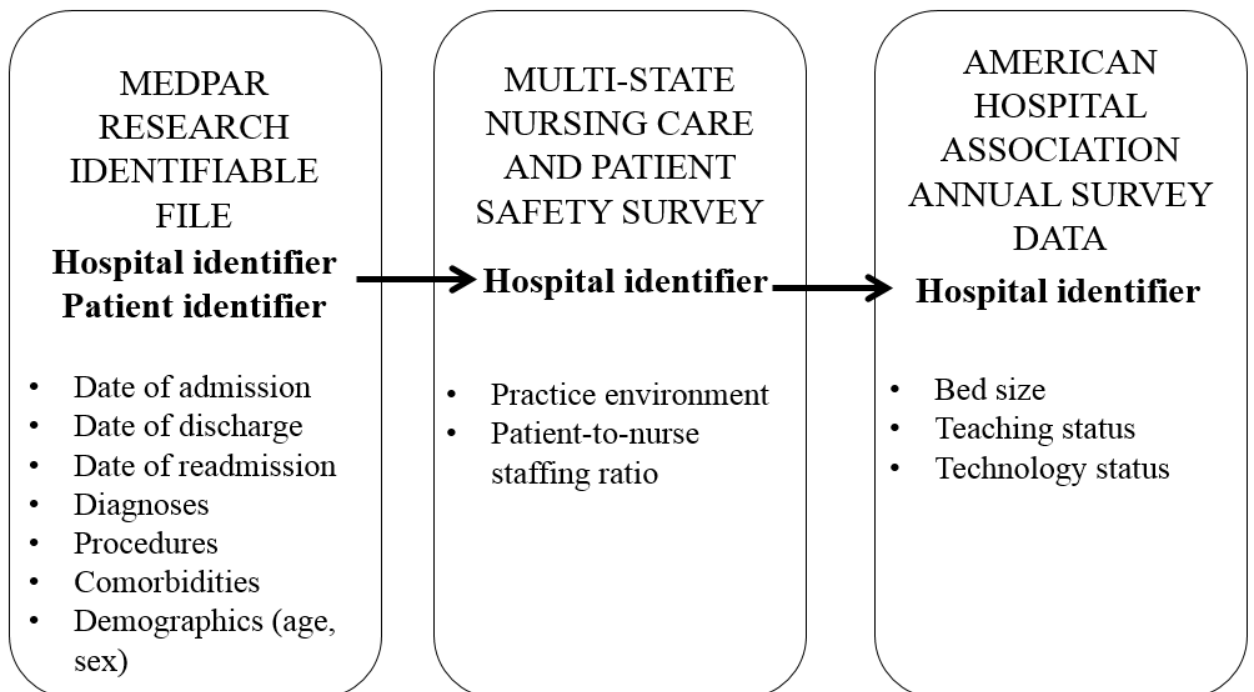 MEDPAR
RESEARCH
IDENTIFIABLE
FILE
Hospital identifier
Patient identifier
• Date of admission
• Date of discharge
• Date of readmission
• Diagnoses
• Procedures
• Comorbidities
• Demographics (age,
sex)
MULTI-STATE
NURSING CARE
AND PATIENT
SAFETY SURVEY
Hospital identifier
• Practice environment
• Patient-to-nurse
staffing ratio
AMERICAN
HOSPITAL
ASSOCIATION
ANNUAL SURVEY
DATA
Hospital identifier
• Bed size
• Teaching status
• Technology status